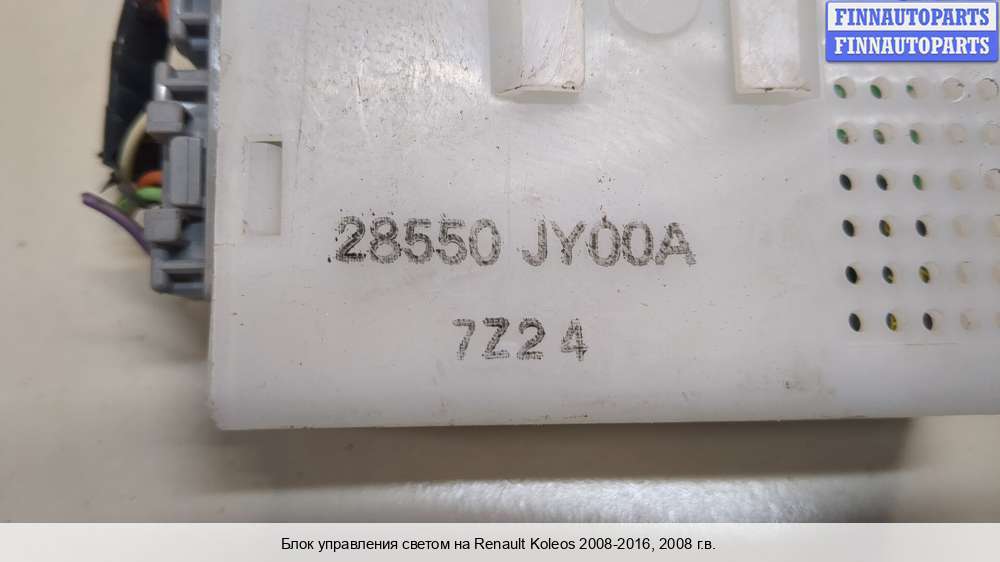 FINNAUTOPARTS
FINNAUTOPARTS
28550 JY00A
7Z24
Блок управления светом на Renault Koleos 2008-2016, 2008 г.в.